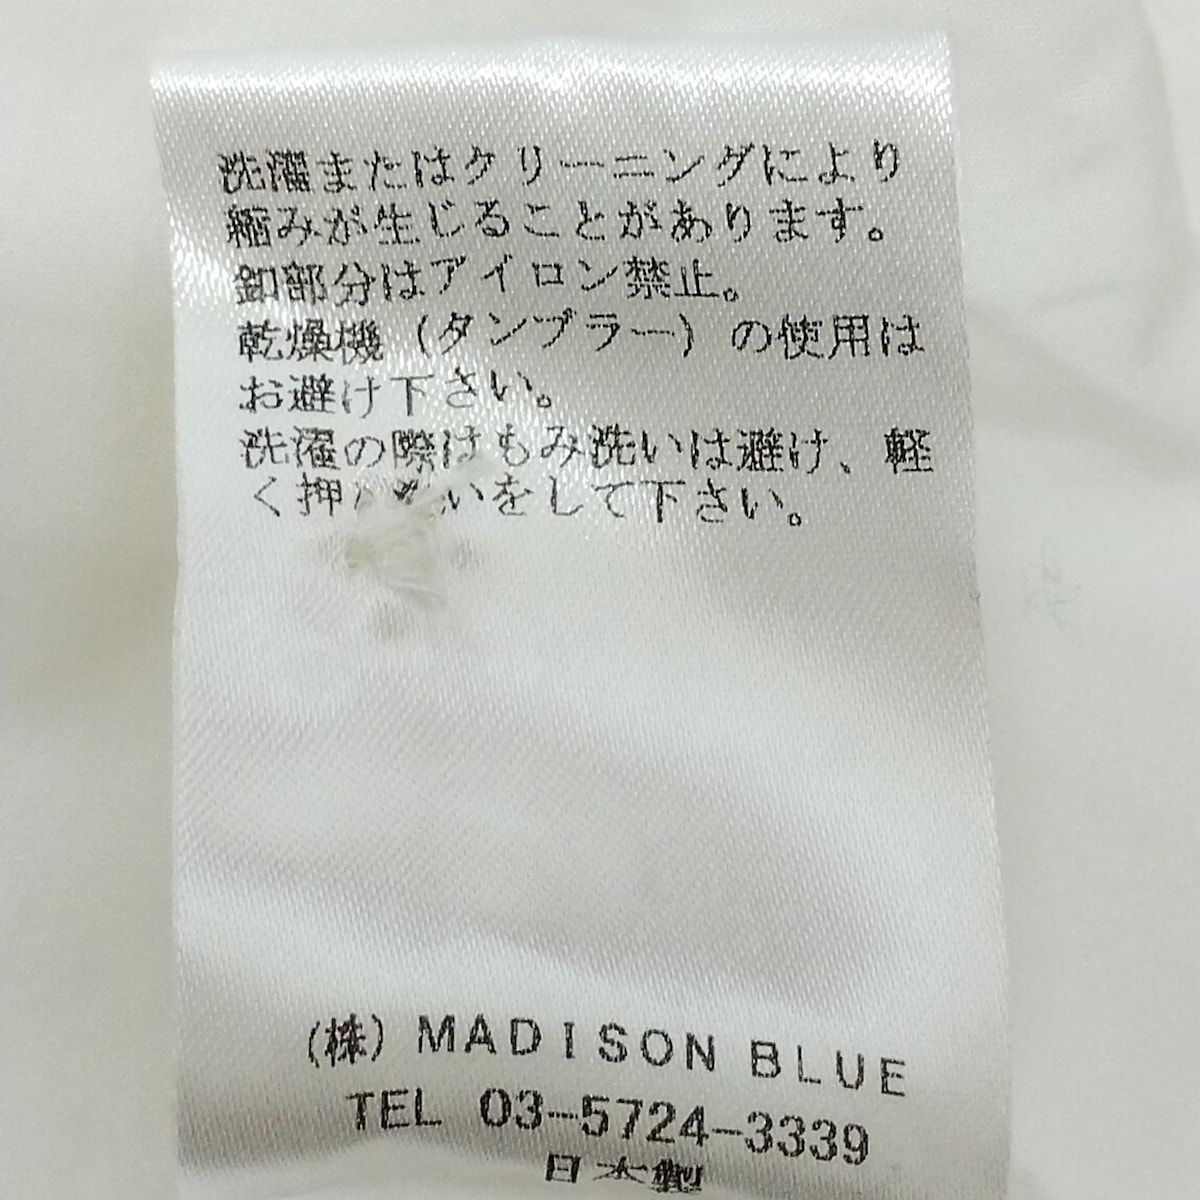 洗濯またはクリーニングにより
縮みが生じることがあります。
釦部分はアイロン禁止。
乾燥機（タンブラー）の使用は
お避け下さい。
洗濯の際はもみ洗いは避け、軽
く押し洗いをして下さい。
(株) MADISON BLUE
TEL 03-5724-3339
日本製